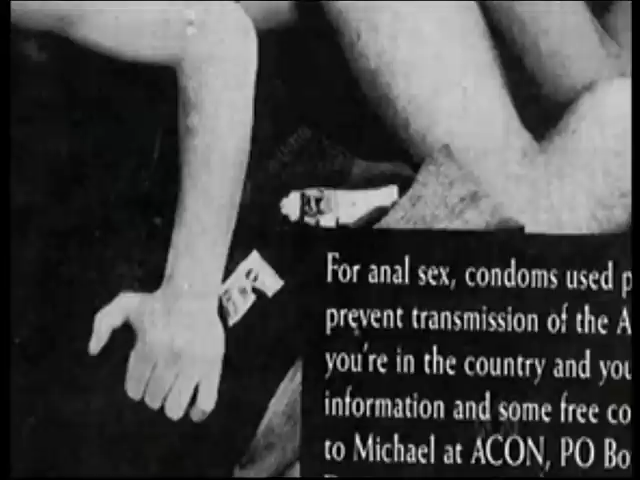 For anal sex, condoms used p
prevent transmission of the A
you're in the country and you
information and some free co
to Michael at ACON, PO Bo